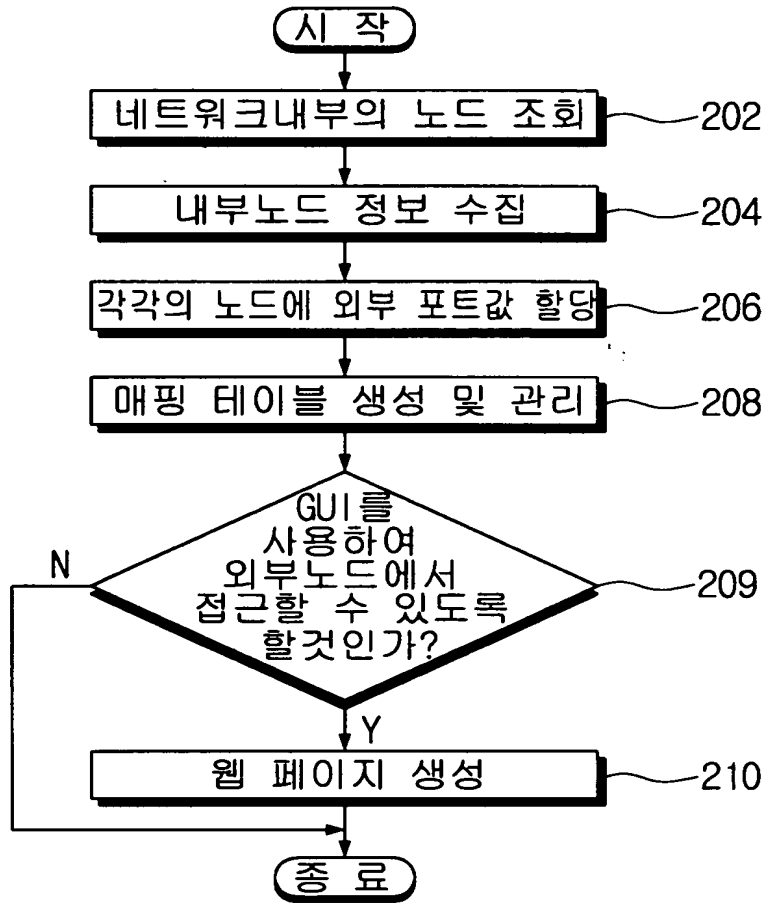 시 작
네트워크내부의 노드 조회
202
내부노드 정보 수집
204
각각의 노드에 외부 포트값 할당
206
매핑 테이블 생성 및 관리
208
GUI를
사용하여
외부노드에서
접근할 수 있도록
할것인가?
N
209
Y
웹 페이지 생성
210
종 료